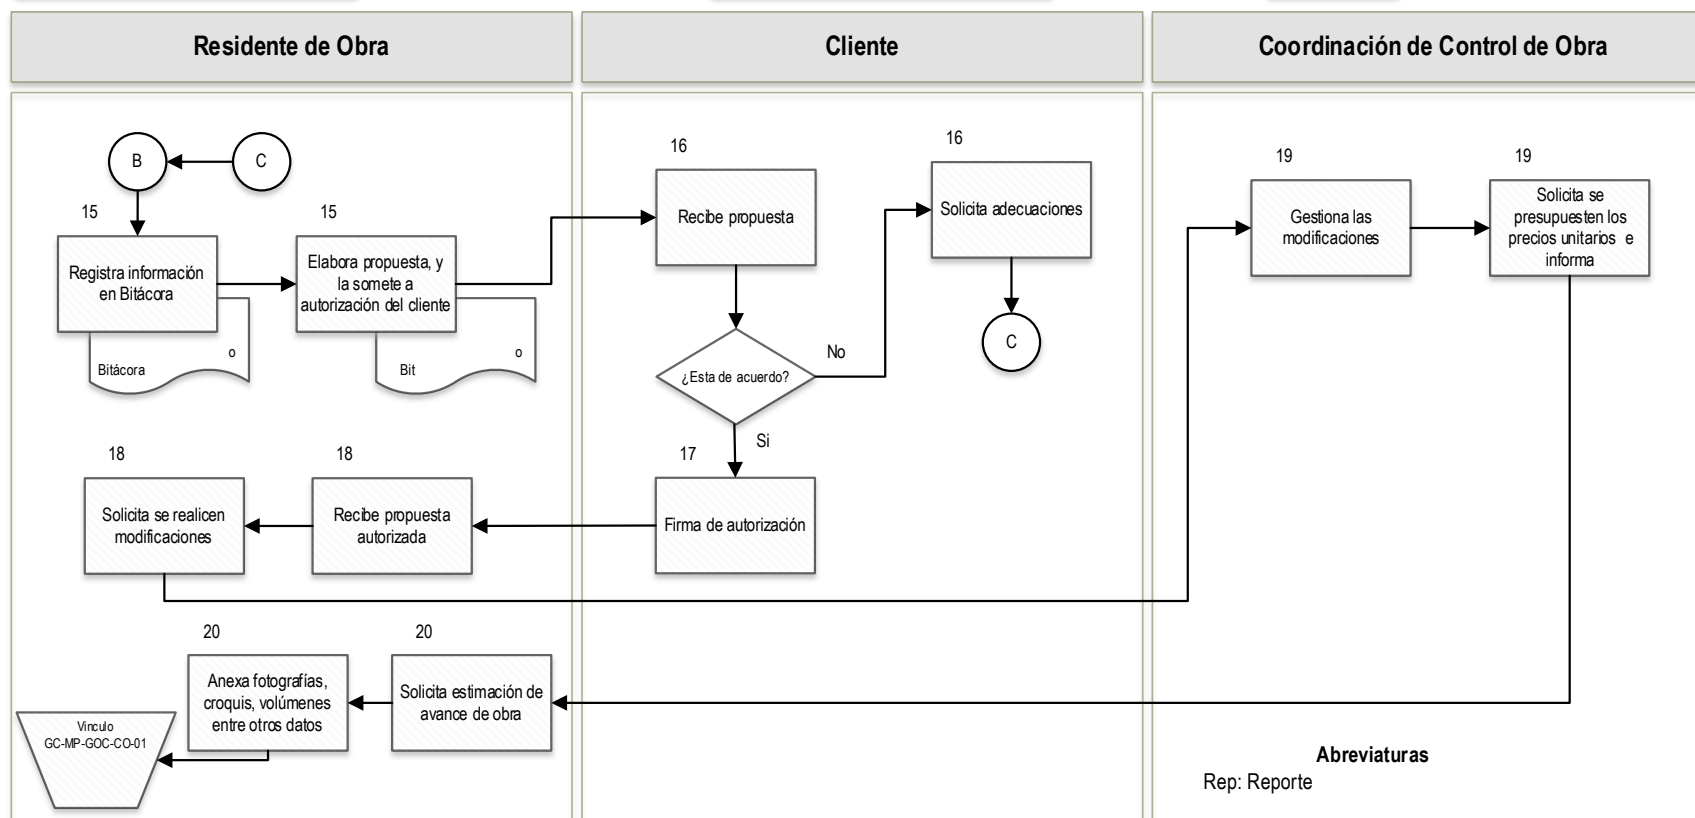 Residente de Obra
Cliente
Coordinación de Control de Obra
B
C
15
Registra información
en Bitácora
o
Bitácora
15
Elabora propuesta, y
la somete a
autorización del cliente
o
Bit
16
Recibe propuesta
¿Esta de acuerdo?
No
Si
16
Solicita adecuaciones
C
17
Firma de autorización
18
Recibe propuesta
autorizada
18
Solicita se realicen
modificaciones
19
Gestiona las
modificaciones
19
Solicita se
presupuesten los
precios unitarios e
informa
20
Solicita estimación de
avance de obra
20
Anexa fotografías,
croquis, volúmenes
entre otros datos
Vinculo
GC-MP-GOC-CO-01
Abreviaturas
Rep: Reporte